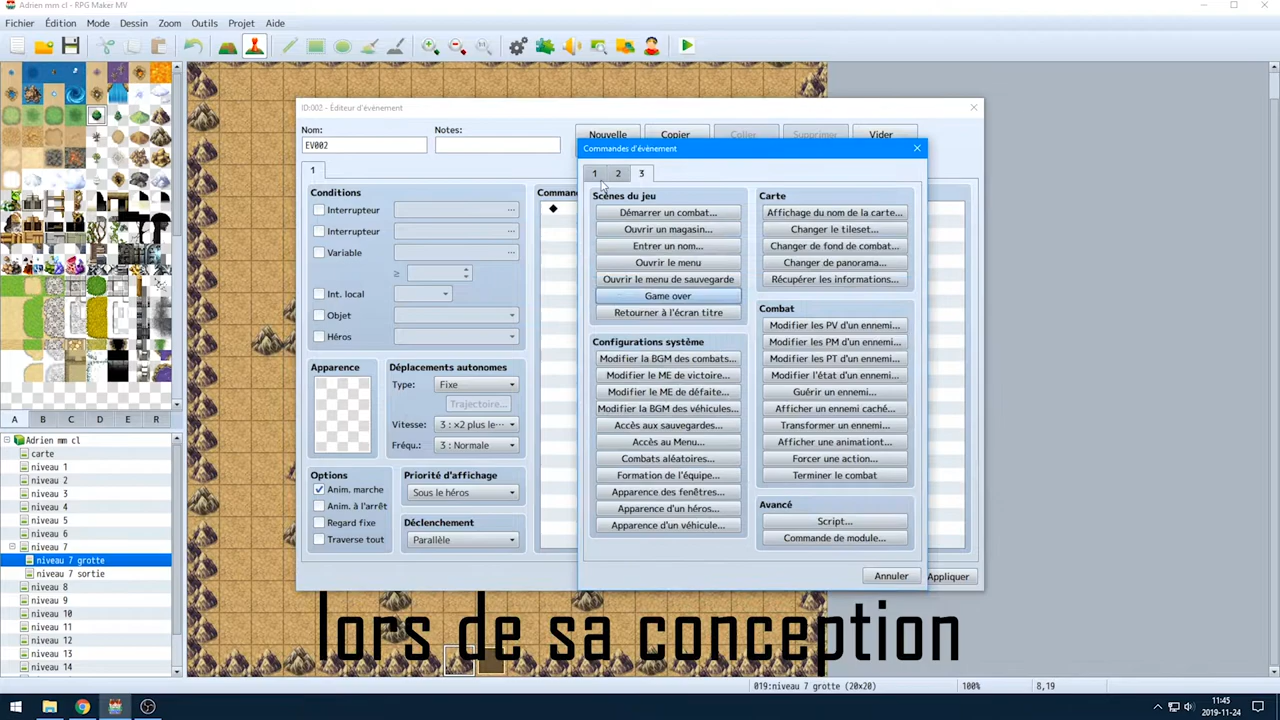 Adrien mm cl - RPG Maker MV
Fichier Édition Mode Dessin Zoom Outils Projet Aide
ID:002 - Éditeur d'évènement
Nom:
Notes:
EV002
Nouvelle Copier Coller Supprimer Vider
1
Conditions
Interrupteur
Interrupteur
Variable
≥
Int. local
Objet
Héros
Apparence
Déplacements autonomes
Type: Fixe
Trajectoire...
Vitesse: 3 : ×2 plus le···
Fréqu.: 3 : Normale
Options
Anim. marche
Anim. à l'arrêt
Regard fixe
Traverse tout
Priorité d'affichage
Sous le héros
Déclenchement
Parallèle
Comman
Appliquer
Commandes d'évènement
1 2 3
Scènes du jeu
Démarrer un combat...
Ouvrir un magasin...
Entrer un nom...
Ouvrir le menu
Ouvrir le menu de sauvegarde
Game over
Retourner à l'écran titre
Configurations système
Modifier la BGM des combats...
Modifier le ME de victoire...
Modifier le ME de défaite...
Modifier la BGM des véhicules...
Accès aux sauvegardes...
Accès au Menu...
Combats aléatoires...
Formation de l'équipe...
Apparence des fenêtres...
Apparence d'un héros...
Apparence d'un véhicule...
Carte
Affichage du nom de la carte...
Changer le tileset...
Changer de fond de combat...
Changer de panorama...
Récupérer les informations...
Combat
Modifier les PV d'un ennemi...
Modifier les PM d'un ennemi...
Modifier les PT d'un ennemi...
Modifier l'état d'un ennemi...
Guérir un ennemi...
Afficher un ennemi caché...
Transformer un ennemi...
Afficher une animationt...
Forcer une action...
Terminer le combat
Avancé
Script...
Commande de module...
Annuler
A B C D E R
Adrien mm cl
carte
niveau 1
niveau 2
niveau 3
niveau 4
niveau 5
niveau 6
niveau 7
niveau 7 grotte
niveau 7 sortie
niveau 8
niveau 9
niveau 10
niveau 11
niveau 12
niveau 13
niveau 14
lors de sa conception
019:niveau 7 grotte (20×20) 100% 8,19
11:45
2019-11-24